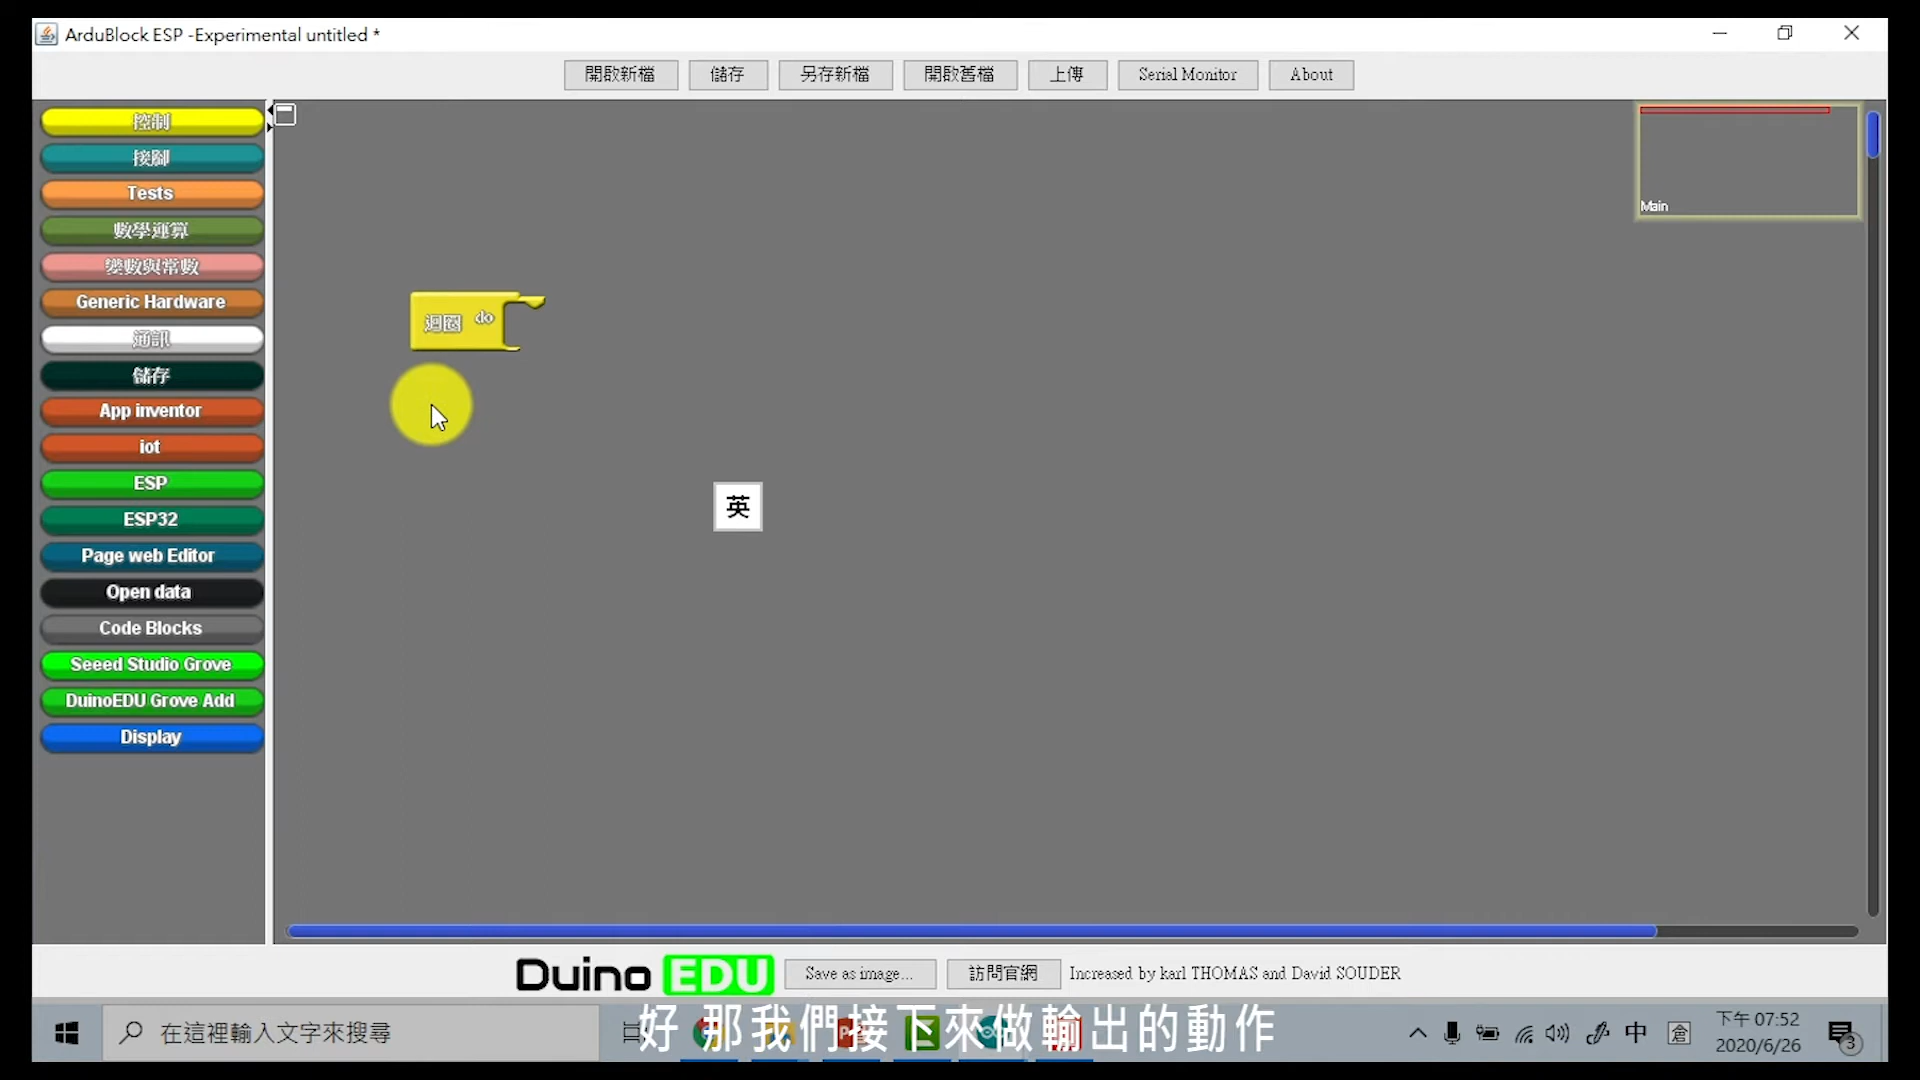 ArduBlock ESP -Experimental untitled *
開啟新檔
儲存
另存新檔
開啟舊檔
上傳
Serial Monitor
About
控制
接腳
Tests
數學運算
變數與常數
Generic Hardware
通訊
儲存
App inventor
iot
ESP
ESP32
Page web Editor
Open data
Code Blocks
Seeed Studio Grove
DuinoEDU Grove Add
Display
迴圈 do
英
Main
Duino EDU
Save as image...
訪問官網
Increased by karl THOMAS and David SOUDER
好 那我們接下來做輸出的動作
在這裡輸入文字來搜尋
中
倉
下午 07:52
2020/6/26
3